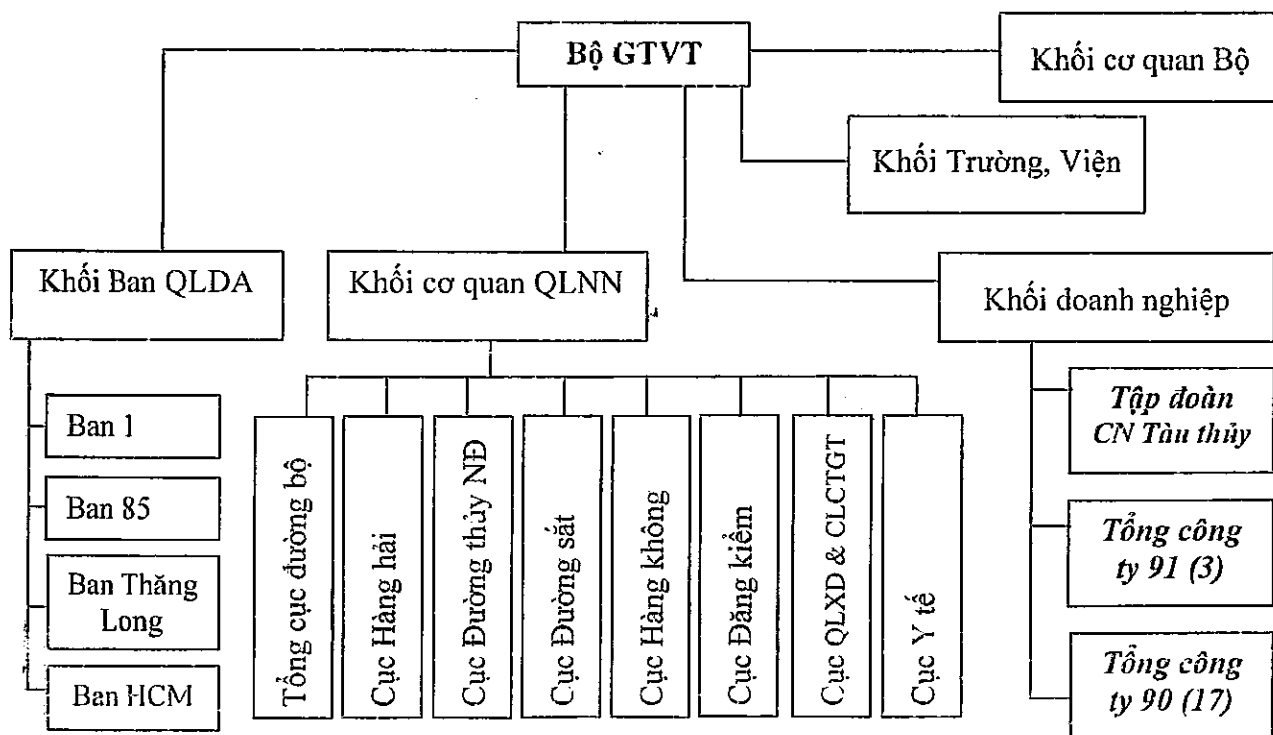 Bộ GTVT
Khối cơ quan Bộ
Khối Trường, Viện
Khối Ban QLDA
Khối cơ quan QLNN
Khối doanh nghiệp
Ban 1
Ban 85
Ban Thăng
Long
Ban HCM
Tổng cục đường bộ
Cục Hàng hải
Cục Đường thủy NĐ
Cục Đường sắt
Cục Hàng không
Cục Đăng kiểm
Cục QLXD & CLCTGT
Cục Y tế
Tập đoàn
CN Tàu thủy
Tổng công
ty 91 (3)
Tổng công
ty 90 (17)